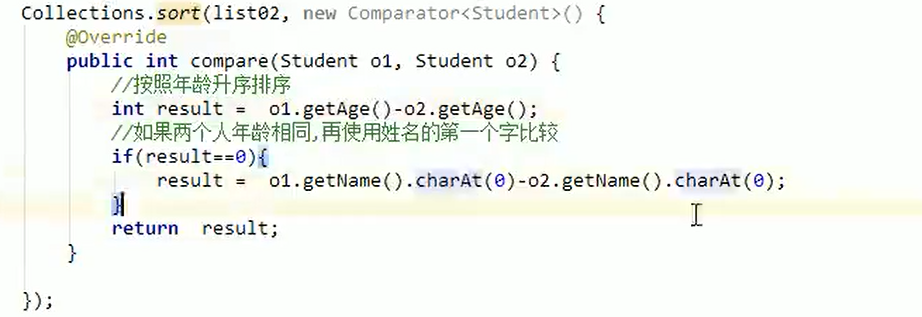 Collections.sort(list02, new Comparator<Student>() {
@Override
public int compare(Student o1, Student o2) {
//按照年龄升序排序
int result =  o1.getAge()-o2.getAge();
//如果两个人年龄相同,再使用姓名的第一个字比较
if(result==0){
result =  o1.getName().charAt(0)-o2.getName().charAt(0);
}
return  result;
}
});